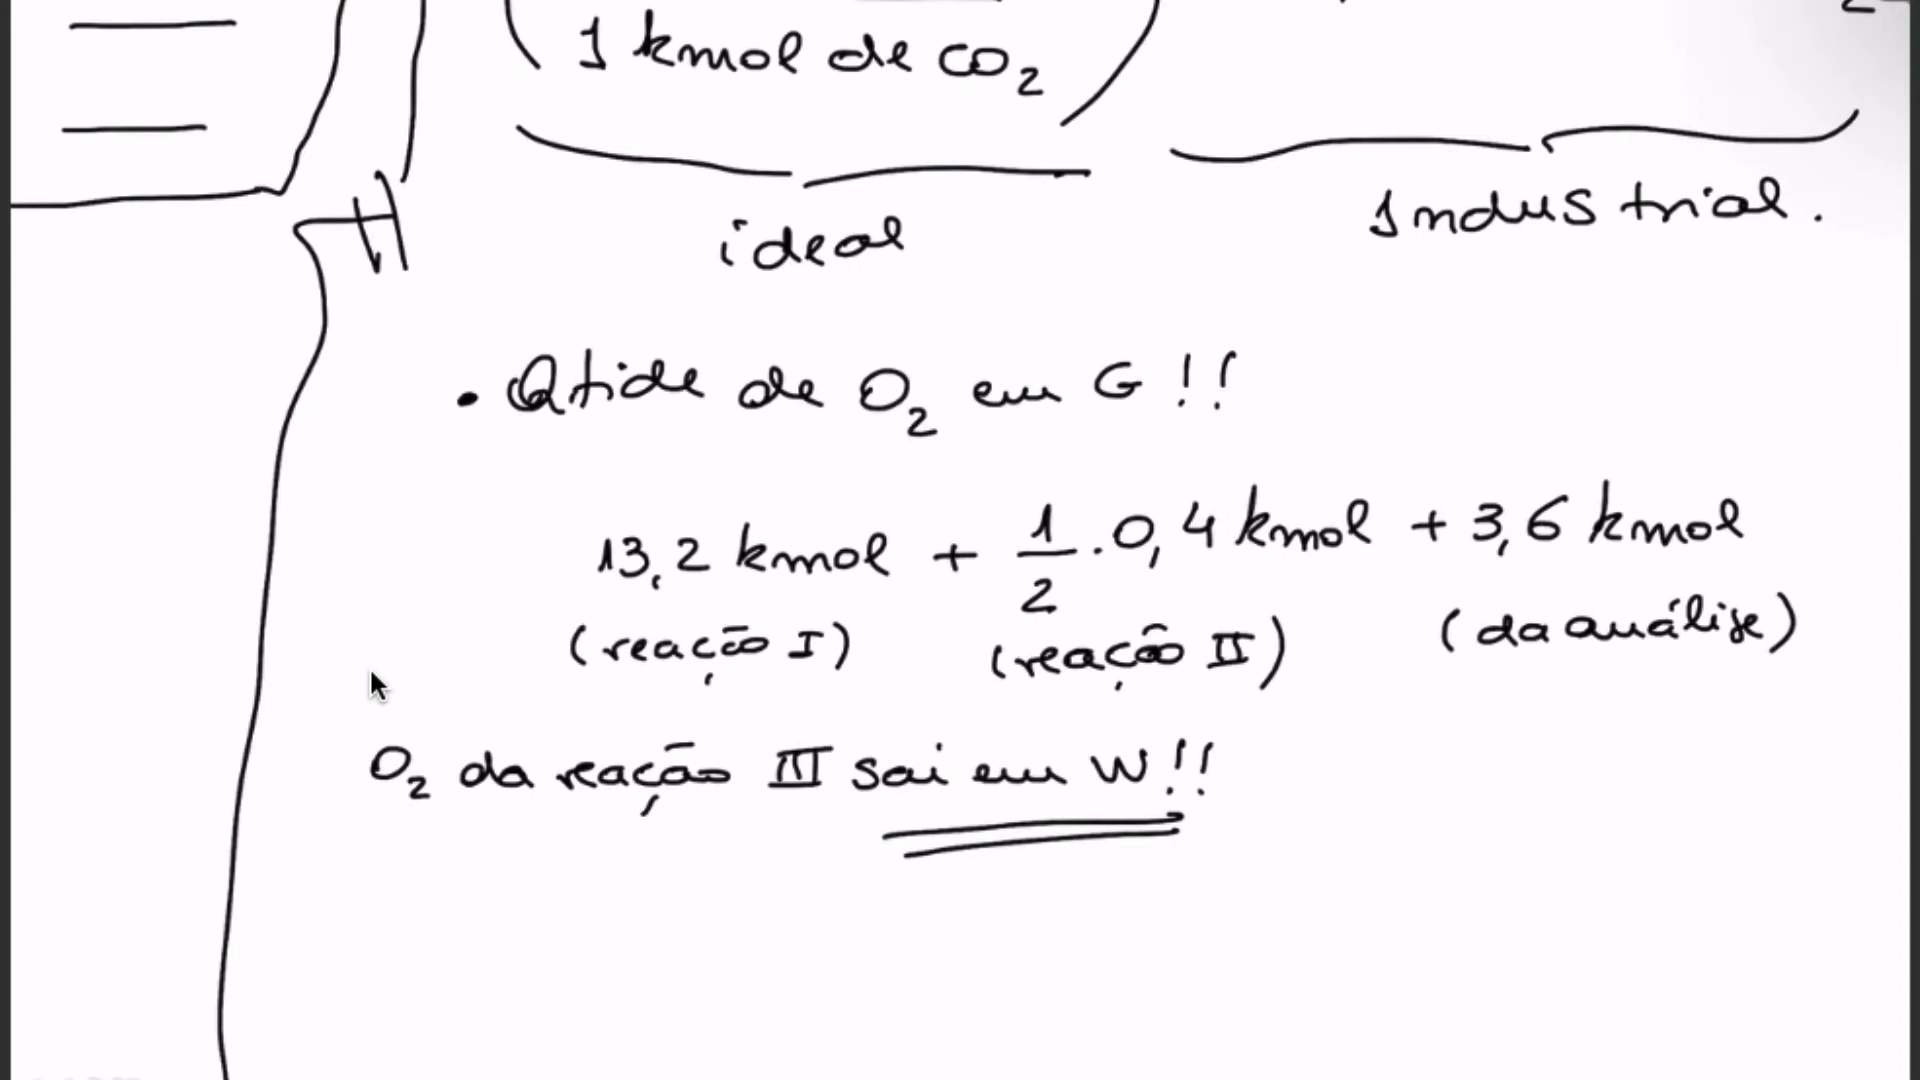 1 kmol de CO₂
ideal
Industrial.
• Qtide de O₂ em G!!
13,2 kmol + 1/2 . 0,4 kmol + 3,6 kmol
(reação I) (reação II) (da análise)
O₂ da reação III sai em W!!